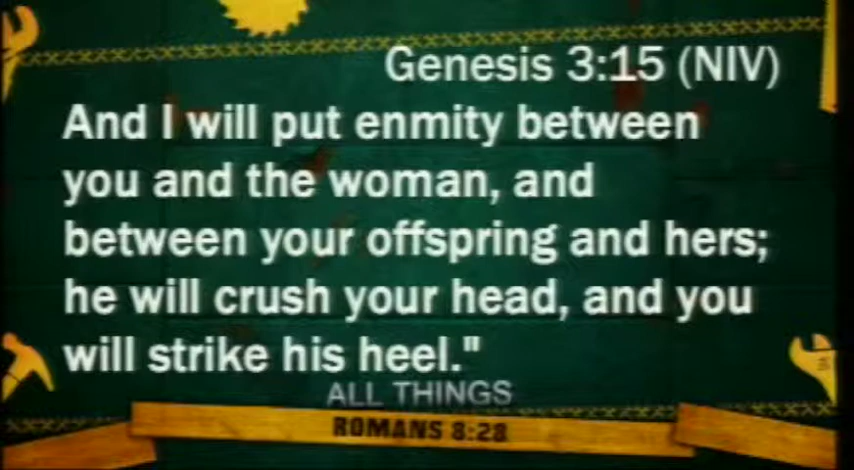 Genesis 3:15 (NIV)
And I will put enmity between
you and the woman, and
between your offspring and hers;
he will crush your head, and you
will strike his heel."
ALL THINGS
ROMANS 8:28